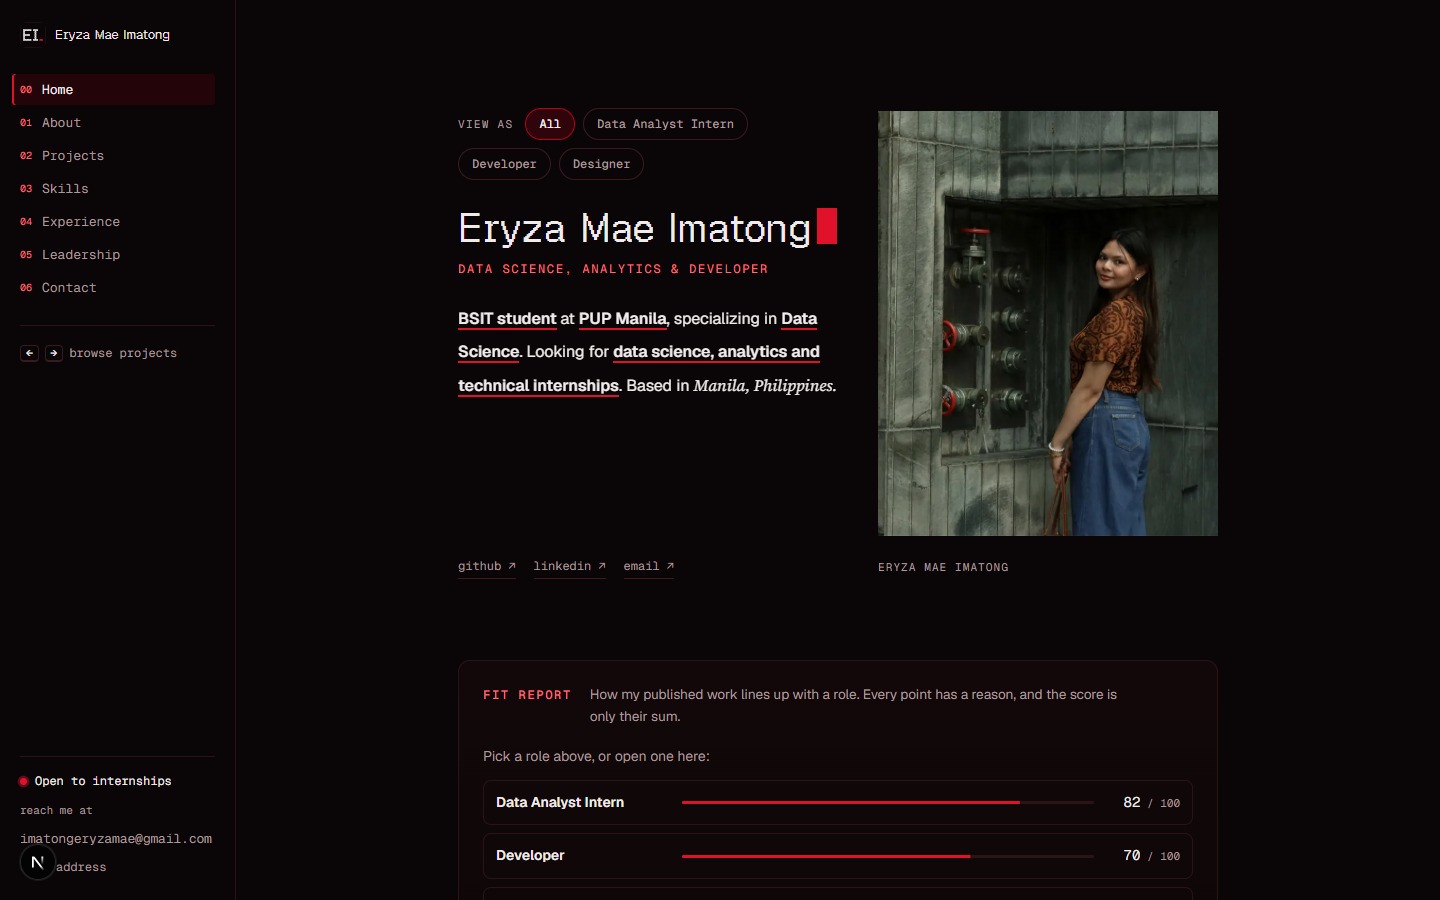 EI. Eryza Mae Imatong
00 Home
01 About
02 Projects
03 Skills
04 Experience
05 Leadership
06 Contact
← → browse projects
Open to internships
reach me at
imatongeryzamae@gmail.com
N address
VIEW AS All Data Analyst Intern
Developer Designer
Eryza Mae Imatong
DATA SCIENCE, ANALYTICS & DEVELOPER
BSIT student at PUP Manila, specializing in Data
Science. Looking for data science, analytics and
technical internships. Based in Manila, Philippines.
github ↗ linkedin ↗ email ↗
ERYZA MAE IMATONG
FIT REPORT How my published work lines up with a role. Every point has a reason, and the score is
only their sum.
Pick a role above, or open one here:
Data Analyst Intern 82 / 100
Developer 70 / 100